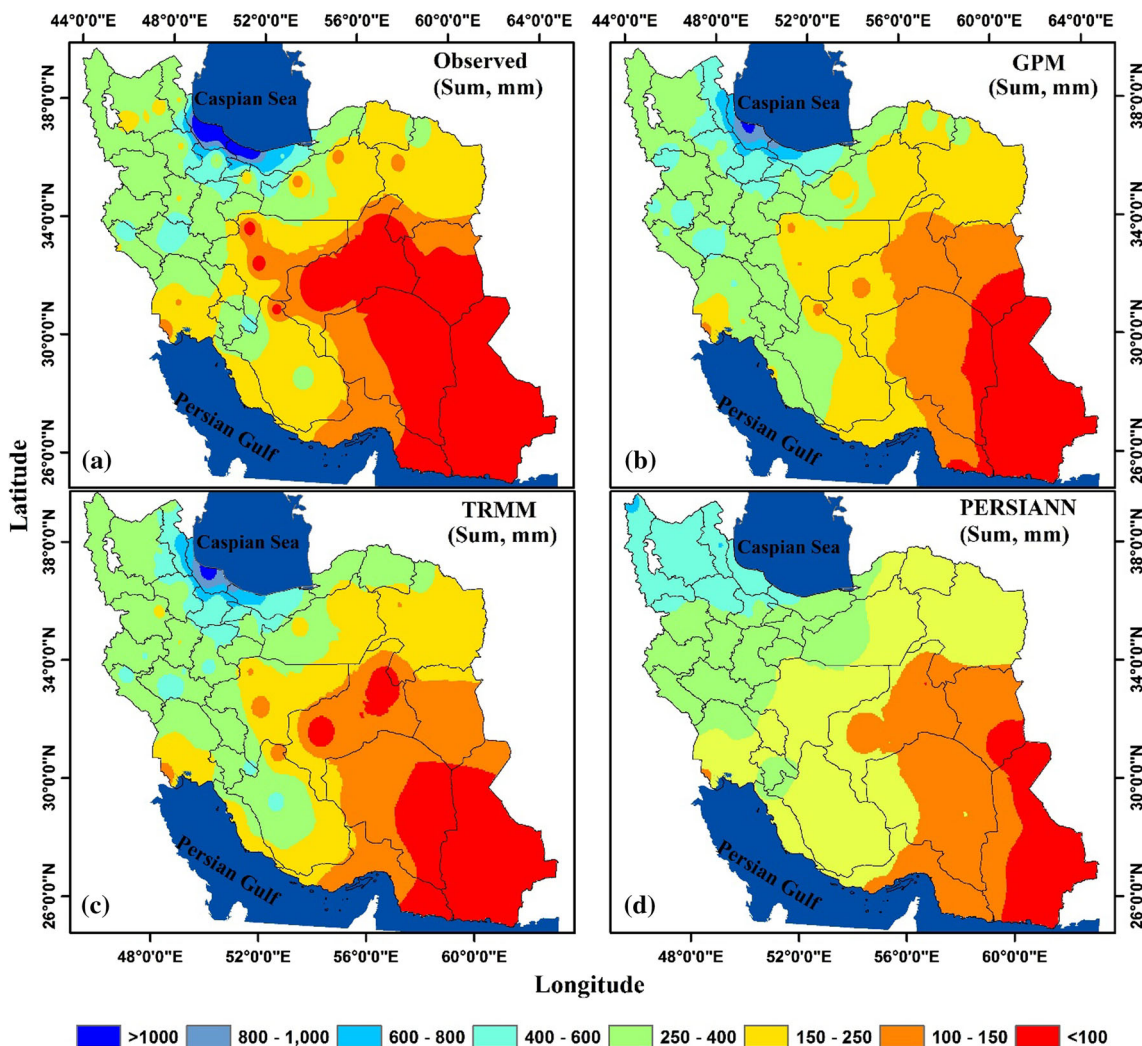 44°0'0"E 48°0'0"E 52°0'0"E 56°0'0"E 60°0'0"E 64°0'0"E
44°0'0"E 48°0'0"E 52°0'0"E 56°0'0"E 60°0'0"E 64°0'0"E
38°0'0"N
34°0'0"N
30°0'0"N
26°0'0"N
Observed
(Sum, mm)
Caspian Sea
Persian Gulf
(a)
GPM
(Sum, mm)
Caspian Sea
Persian Gulf
(b)
38°0'0"N
34°0'0"N
30°0'0"N
26°0'0"N
Latitude
38°0'0"N
34°0'0"N
30°0'0"N
26°0'0"N
TRMM
(Sum, mm)
Caspian Sea
Persian Gulf
(c)
PERSIANN
(Sum, mm)
Caspian Sea
Persian Gulf
(d)
38°0'0"N
34°0'0"N
30°0'0"N
26°0'0"N
48°0'0"E 52°0'0"E 56°0'0"E 60°0'0"E
48°0'0"E 52°0'0"E 56°0'0"E 60°0'0"E
Longitude
>1000 800 - 1,000 600 - 800 400 - 600 250 - 400 150 - 250 100 - 150 <100